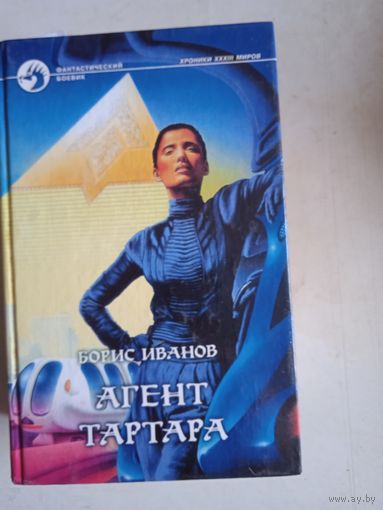 ФАНТАСТИЧЕСКИЙ
БОЕВИК
ХРОНИКИ XXXIII МИРОВ
БОРИС ИВАНОВ
АГЕНТ
ТАРТАРА
www.ay.by